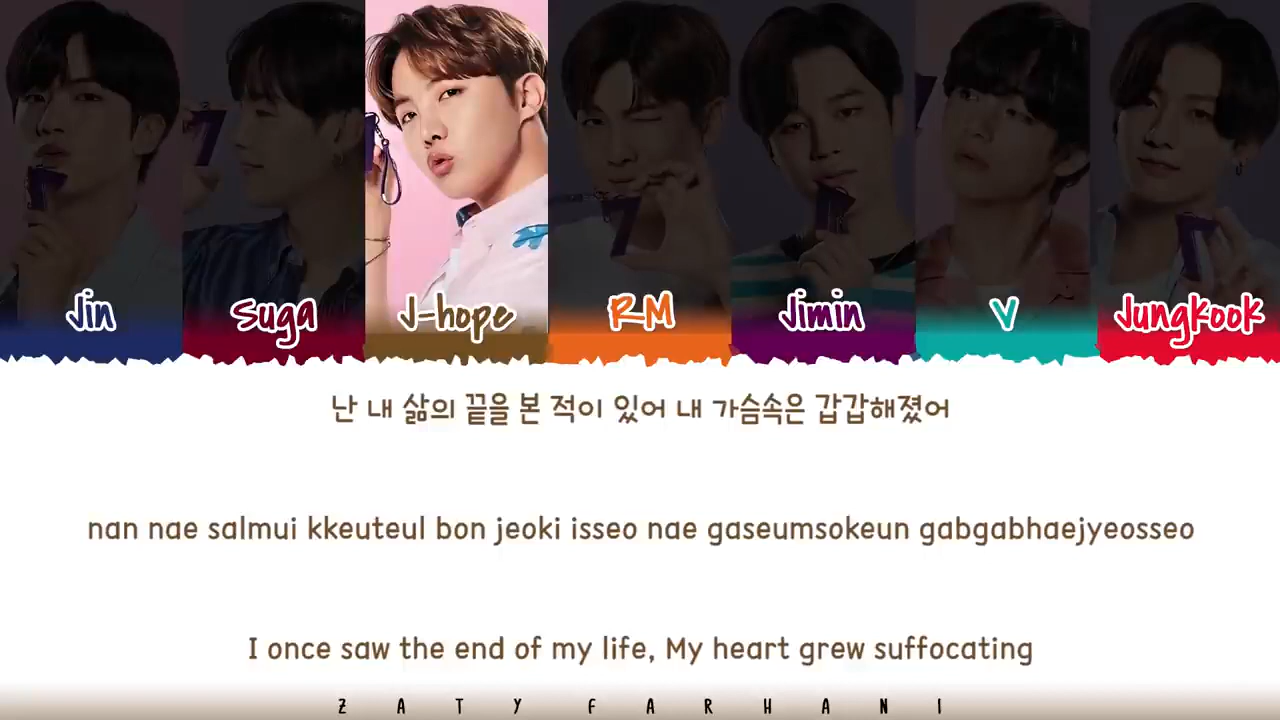 Jin
Suga
J-hope
RM
Jimin
V
Jungkook
난 내 삶의 끝을 본 적이 있어 내 가슴속은 갑갑해졌어
nan nae salmui kkeuteul bon jeoki isseo nae gaseumsokeun gabgabhaejyeosseo
I once saw the end of my life, My heart grew suffocating
ZATY FARHANI